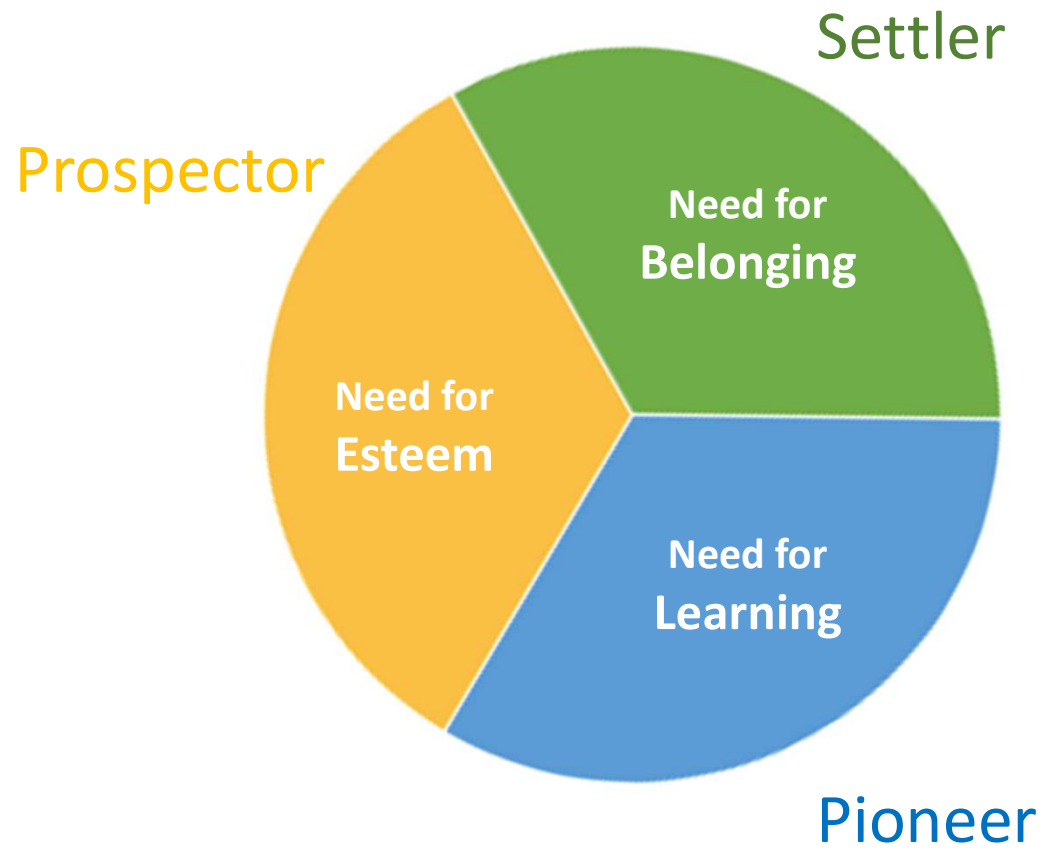 Settler
Prospector
Need for
Belonging
Need for
Esteem
Need for
Learning
Pioneer